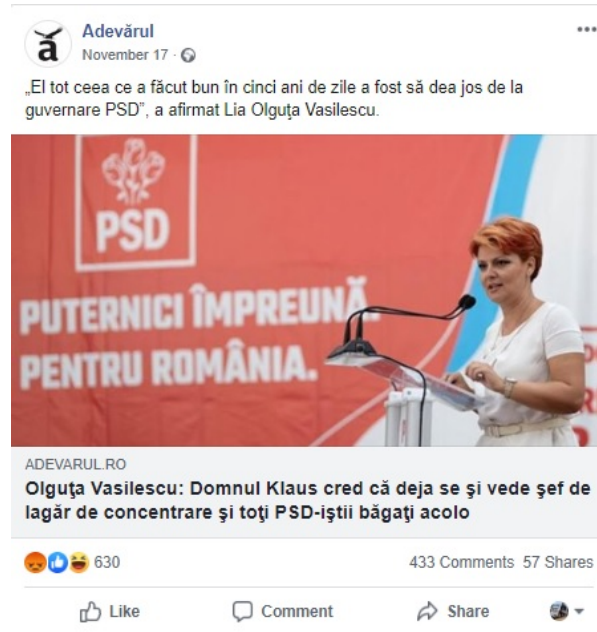 Adevărul
November 17 ·
„El tot ceea ce a făcut bun în cinci ani de zile a fost să dea jos de la
guvernare PSD”, a afirmat Lia Olguţa Vasilescu.
PSD
PUTERNICI ÎMPREUNĂ
PENTRU ROMÂNIA.
ADEVARUL.RO
Olguţa Vasilescu: Domnul Klaus cred că deja se şi vede şef de
lagăr de concentrare şi toţi PSD-iştii băgaţi acolo
630
433 Comments 57 Shares
Like Comment Share